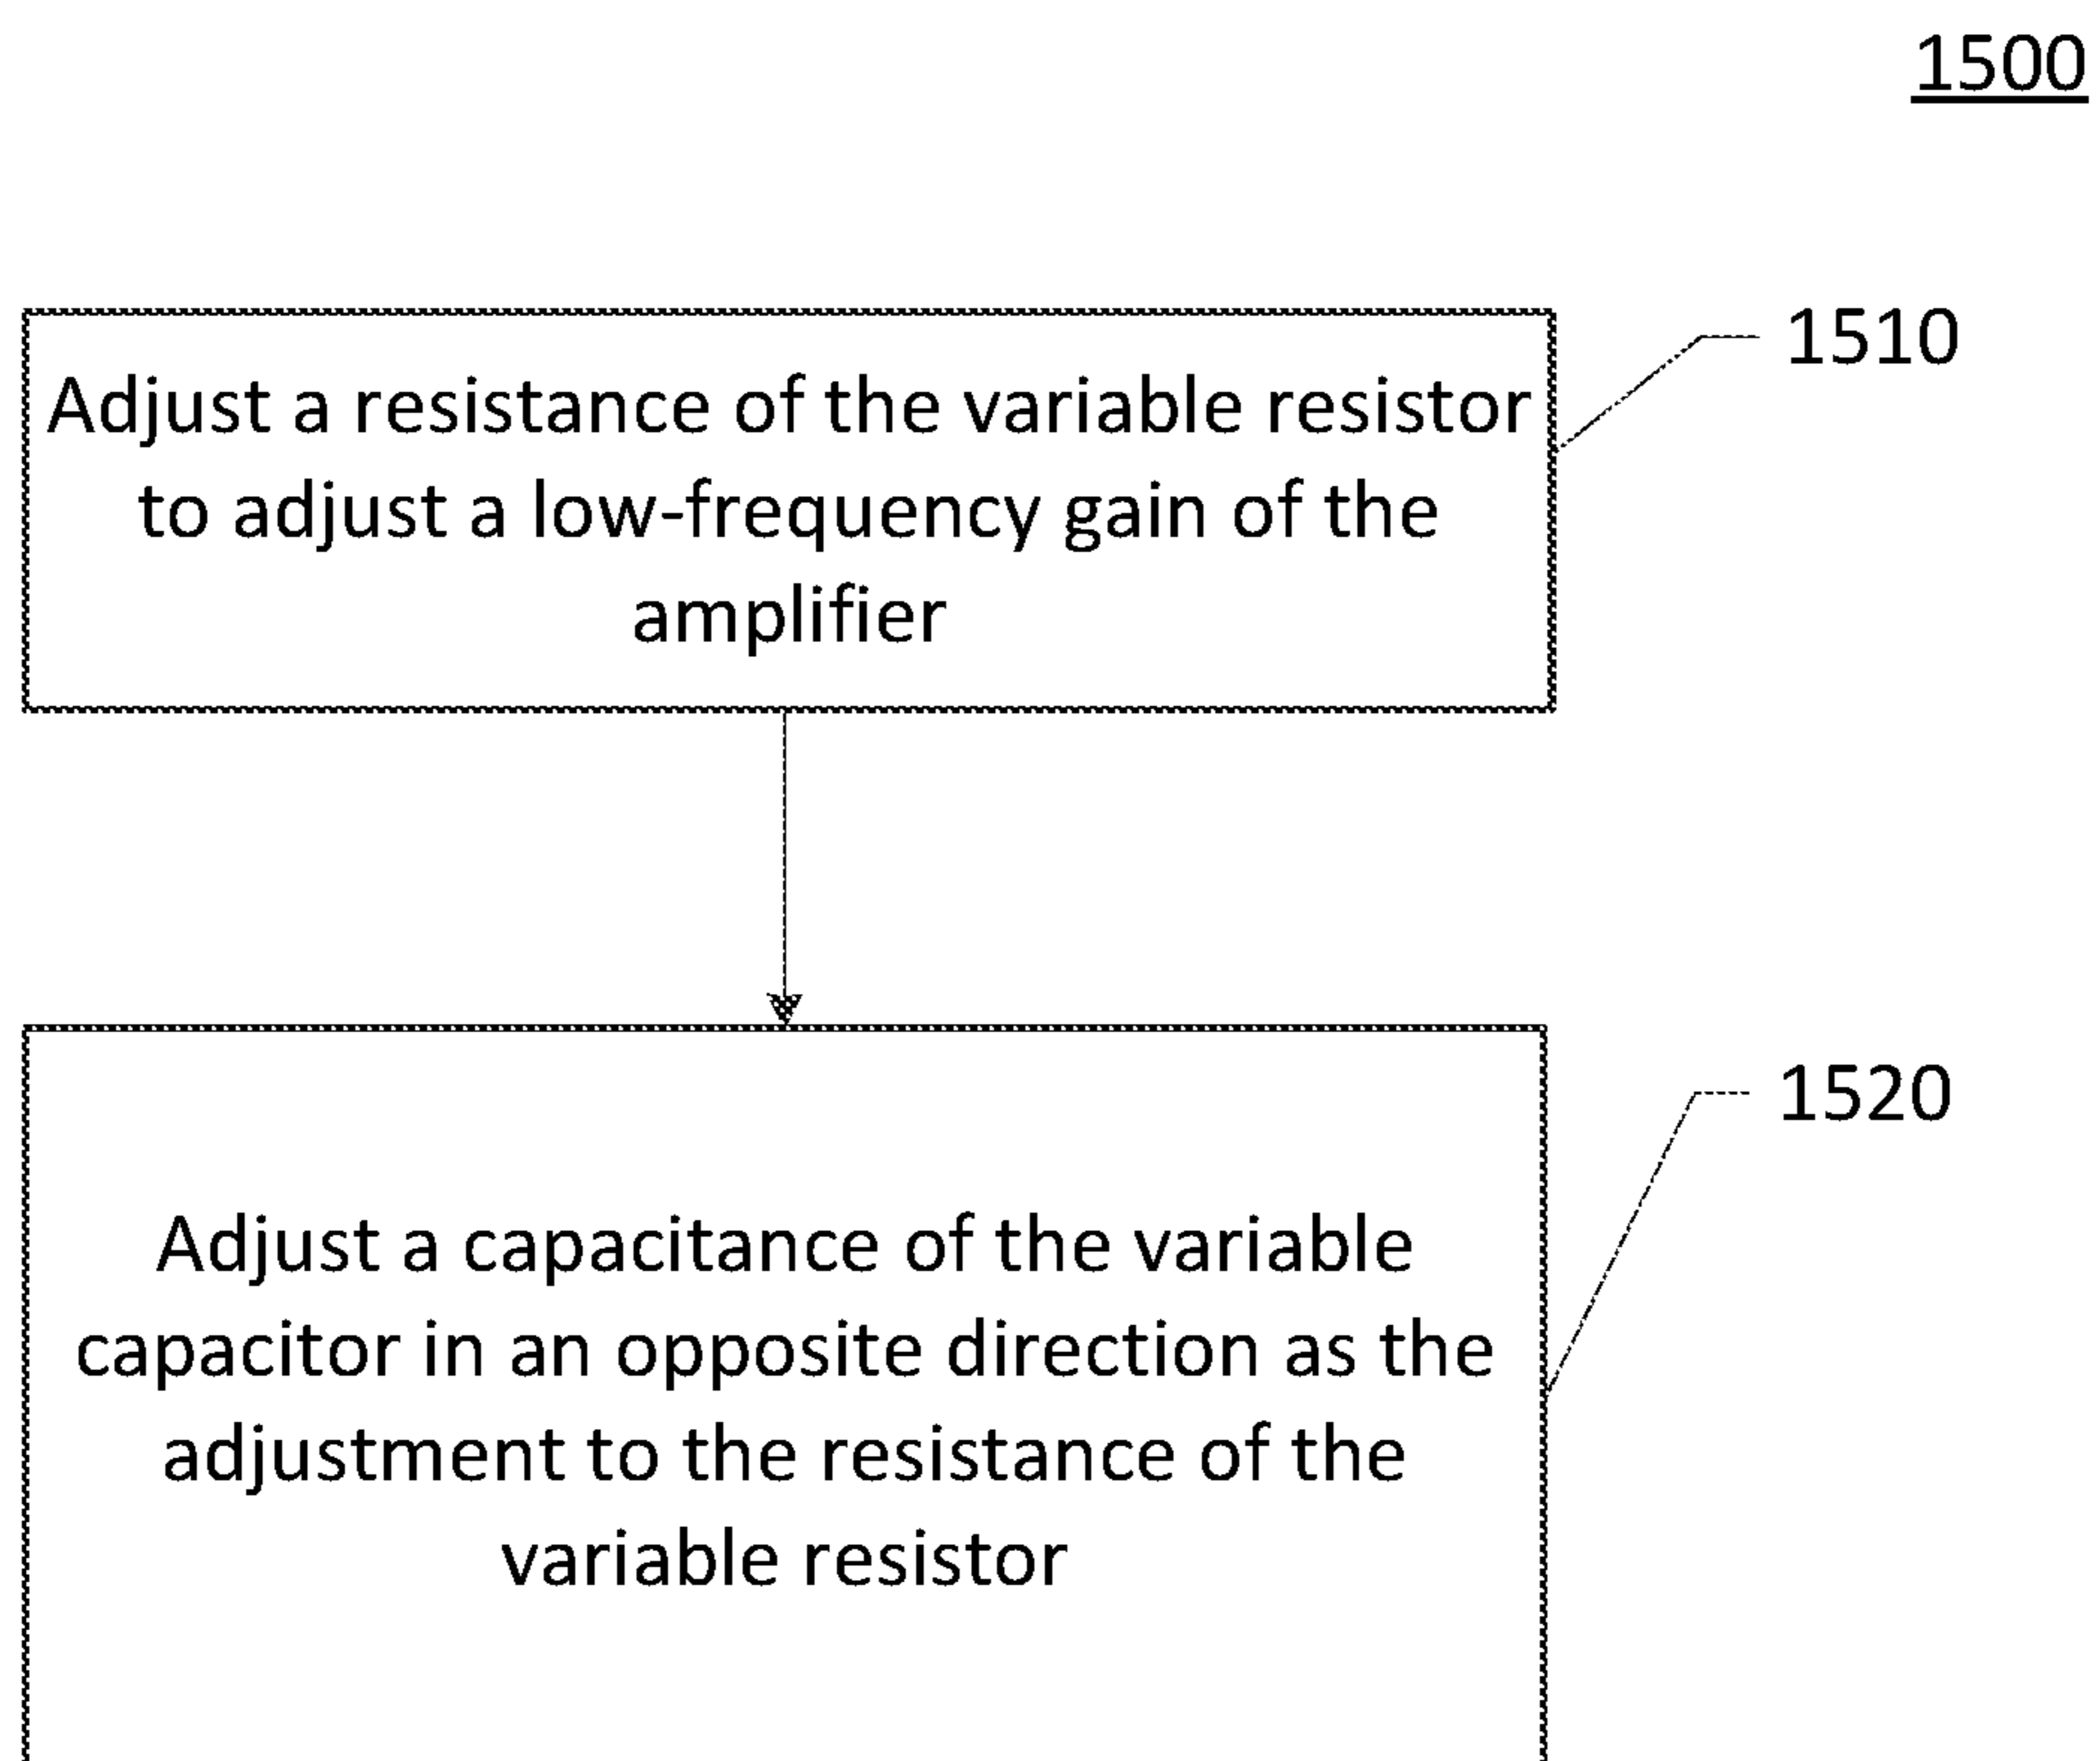 1500
1510
Adjust a resistance of the variable resistor
to adjust a low-frequency gain of the
amplifier
1520
Adjust a capacitance of the variable
capacitor in an opposite direction as the
adjustment to the resistance of the
variable resistor